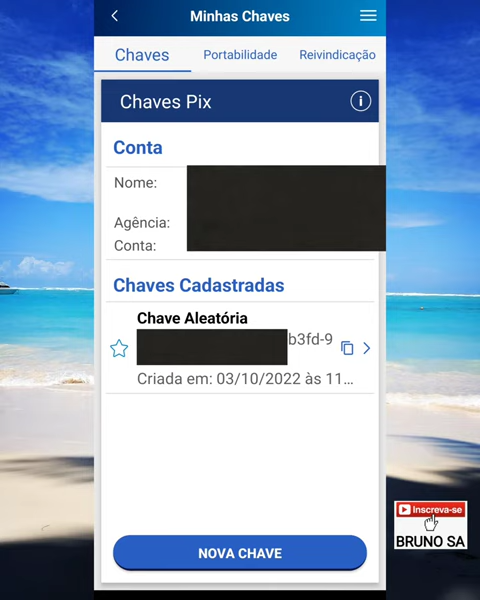 Minhas Chaves
Chaves Portabilidade Reivindicação
Chaves Pix
Conta
Nome:
Agência:
Conta:
Chaves Cadastradas
Chave Aleatória
b3fd-9
Criada em: 03/10/2022 às 11...
Inscreva-se
BRUNO SA
NOVA CHAVE